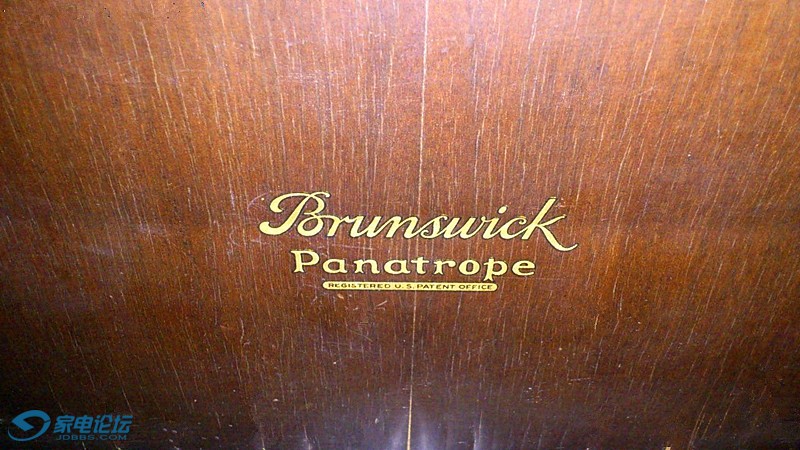 Brunswick
Panatrope
REGISTERED U.S. PATENT OFFICE
家电论坛
JDBBS.COM